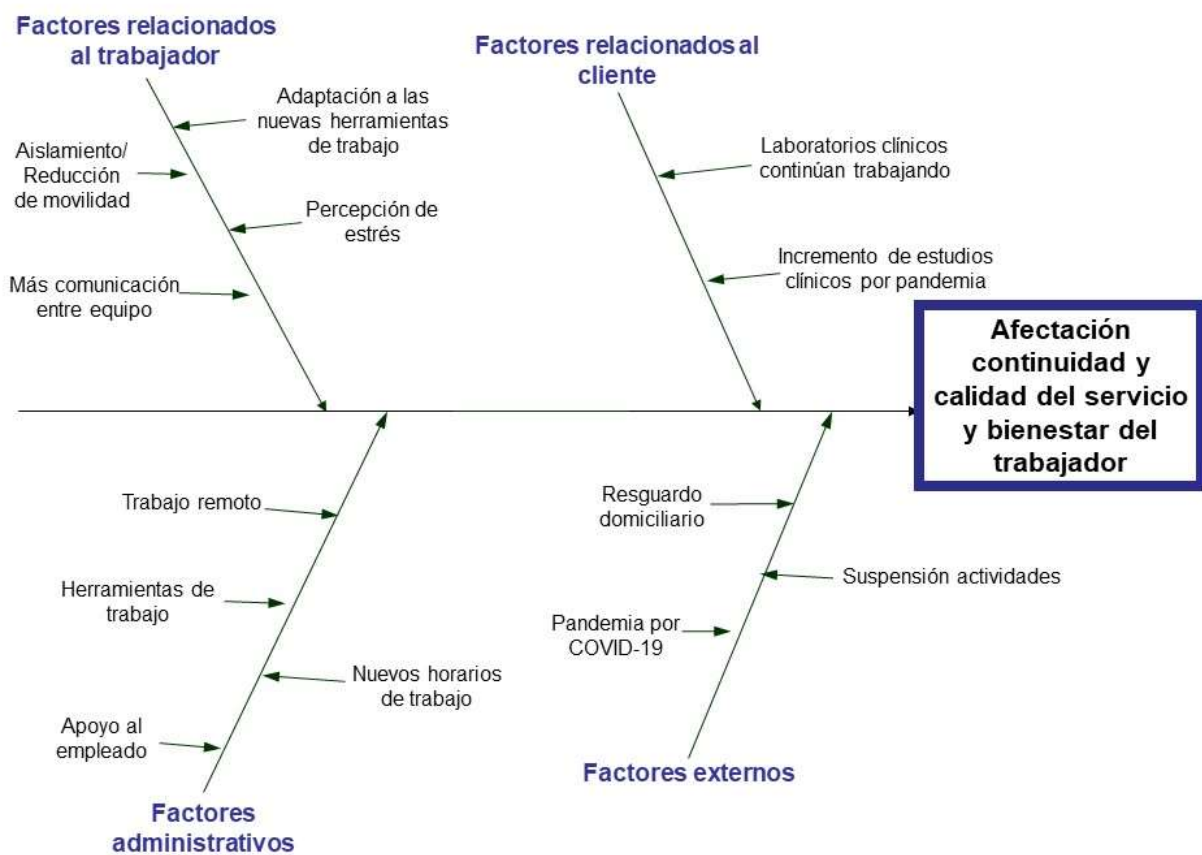 Factores relacionados
al trabajador
Factores relacionados al
cliente
Adaptación a las
nuevas herramientas
de trabajo
Aislamiento/
Reducción
de movilidad
Percepción de
estrés
Más comunicación
entre equipo
Laboratorios clínicos
continúan trabajando
Incremento de estudios
clínicos por pandemia
Afectación
continuidad y
calidad del servicio
y bienestar del
trabajador
Trabajo remoto
Herramientas de
trabajo
Nuevos horarios
de trabajo
Apoyo al
empleado
Factores
administrativos
Resguardo
domiciliario
Suspensión actividades
Pandemia por
COVID-19
Factores externos